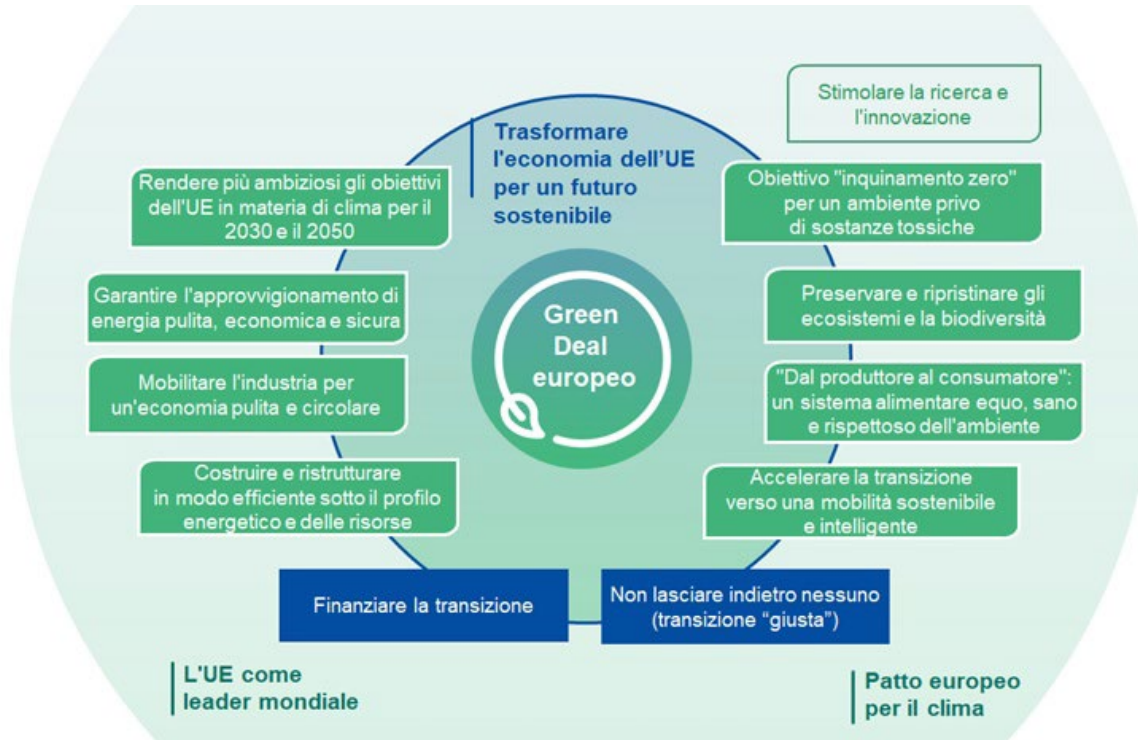 Stimolare la ricerca e
l'innovazione
Trasformare
l'economia dell'UE
per un futuro
sostenibile
Rendere più ambiziosi gli obiettivi
dell'UE in materia di clima per il
2030 e il 2050
Obiettivo "inquinamento zero"
per un ambiente privo
di sostanze tossiche
Garantire l'approvvigionamento di
energia pulita, economica e sicura
Preservare e ripristinare gli
ecosistemi e la biodiversità
Green
Deal
europeo
Mobilitare l'industria per
un'economia pulita e circolare
"Dal produttore al consumatore":
un sistema alimentare equo, sano
e rispettoso dell'ambiente
Costruire e ristrutturare
in modo efficiente sotto il profilo
energetico e delle risorse
Accelerare la transizione
verso una mobilità sostenibile
e intelligente
Finanziare la transizione
Non lasciare indietro nessuno
(transizione “giusta”)
L'UE come
leader mondiale
Patto europeo
per il clima